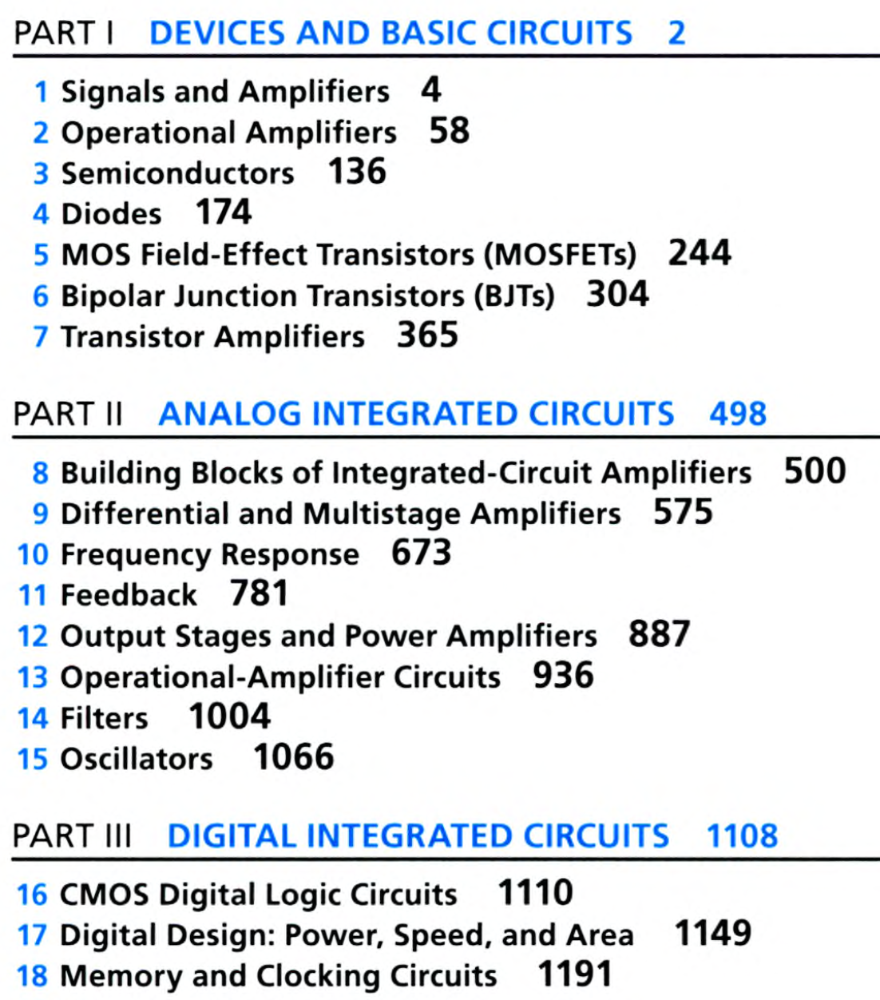 PART I DEVICES AND BASIC CIRCUITS 2
1 Signals and Amplifiers 4
2 Operational Amplifiers 58
3 Semiconductors 136
4 Diodes 174
5 MOS Field-Effect Transistors (MOSFETs) 244
6 Bipolar Junction Transistors (BJTs) 304
7 Transistor Amplifiers 365
PART II ANALOG INTEGRATED CIRCUITS 498
8 Building Blocks of Integrated-Circuit Amplifiers 500
9 Differential and Multistage Amplifiers 575
10 Frequency Response 673
11 Feedback 781
12 Output Stages and Power Amplifiers 887
13 Operational-Amplifier Circuits 936
14 Filters 1004
15 Oscillators 1066
PART III DIGITAL INTEGRATED CIRCUITS 1108
16 CMOS Digital Logic Circuits 1110
17 Digital Design: Power, Speed, and Area 1149
18 Memory and Clocking Circuits 1191